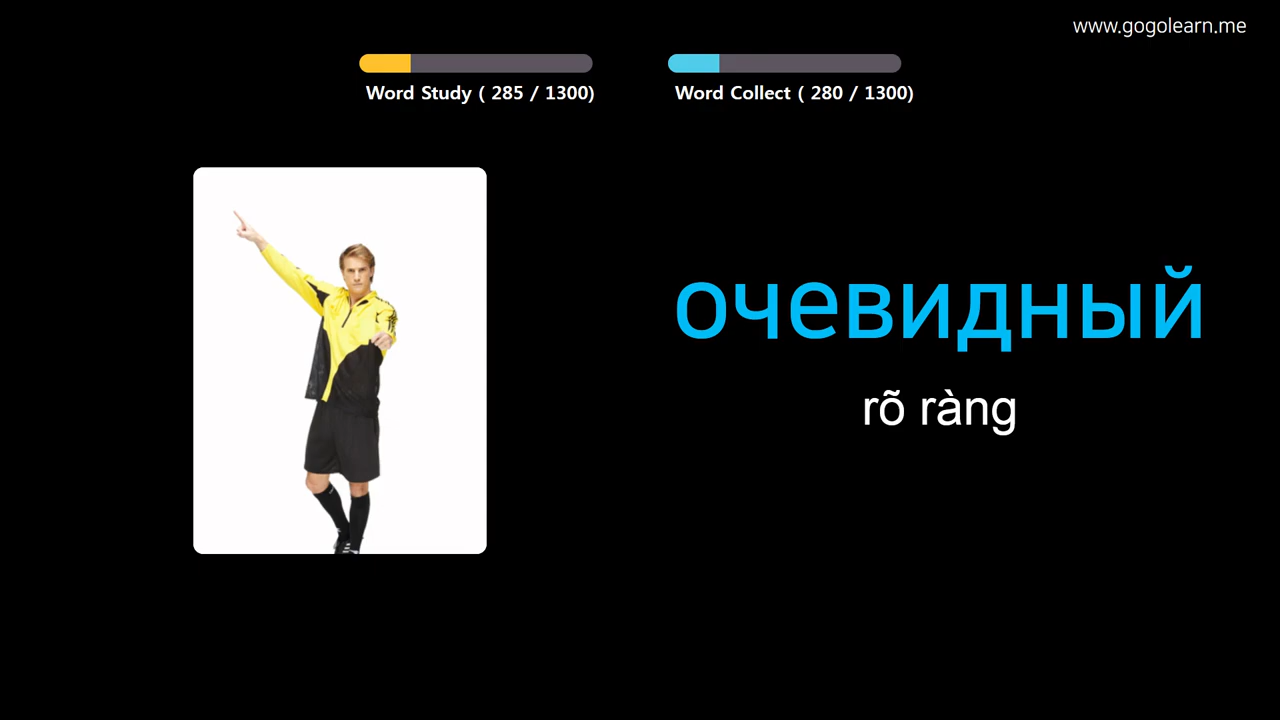 www.gogolearn.me
Word Study ( 285 / 1300)
Word Collect ( 280 / 1300)
очевидный
rõ ràng